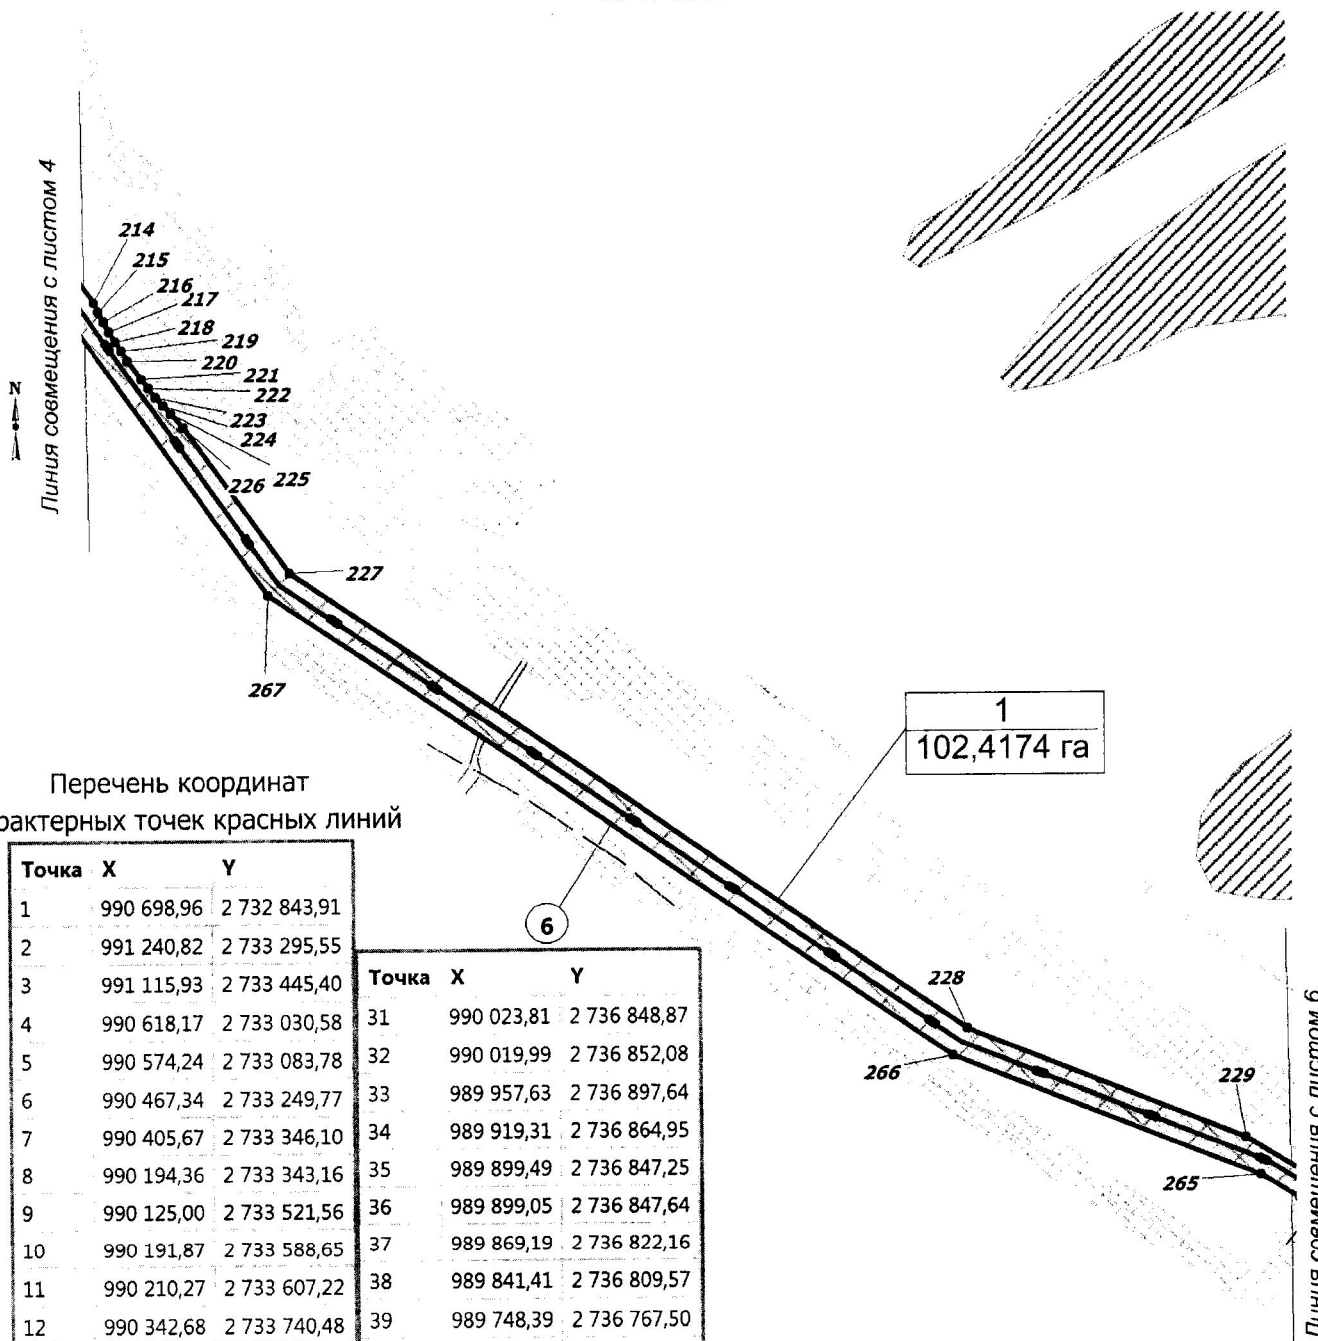 Линия совмещения с листом 4
N
214
215
216
217
218
219
220
221
222
223
224
225
226
227
267
1
102,4174 га
6
228
266
229
265
Линия совмещения с листом 6
Перечень координат
рактерных точек красных линий
Точка X Y
1 990 698,96 2 732 843,91
2 991 240,82 2 733 295,55
3 991 115,93 2 733 445,40
4 990 618,17 2 733 030,58
5 990 574,24 2 733 083,78
6 990 467,34 2 733 249,77
7 990 405,67 2 733 346,10
8 990 194,36 2 733 343,16
9 990 125,00 2 733 521,56
10 990 191,87 2 733 588,65
11 990 210,27 2 733 607,22
12 990 342,68 2 733 740,48
Точка X Y
31 990 023,81 2 736 848,87
32 990 019,99 2 736 852,08
33 989 957,63 2 736 897,64
34 989 919,31 2 736 864,95
35 989 899,49 2 736 847,25
36 989 899,05 2 736 847,64
37 989 869,19 2 736 822,16
38 989 841,41 2 736 809,57
39 989 748,39 2 736 767,50